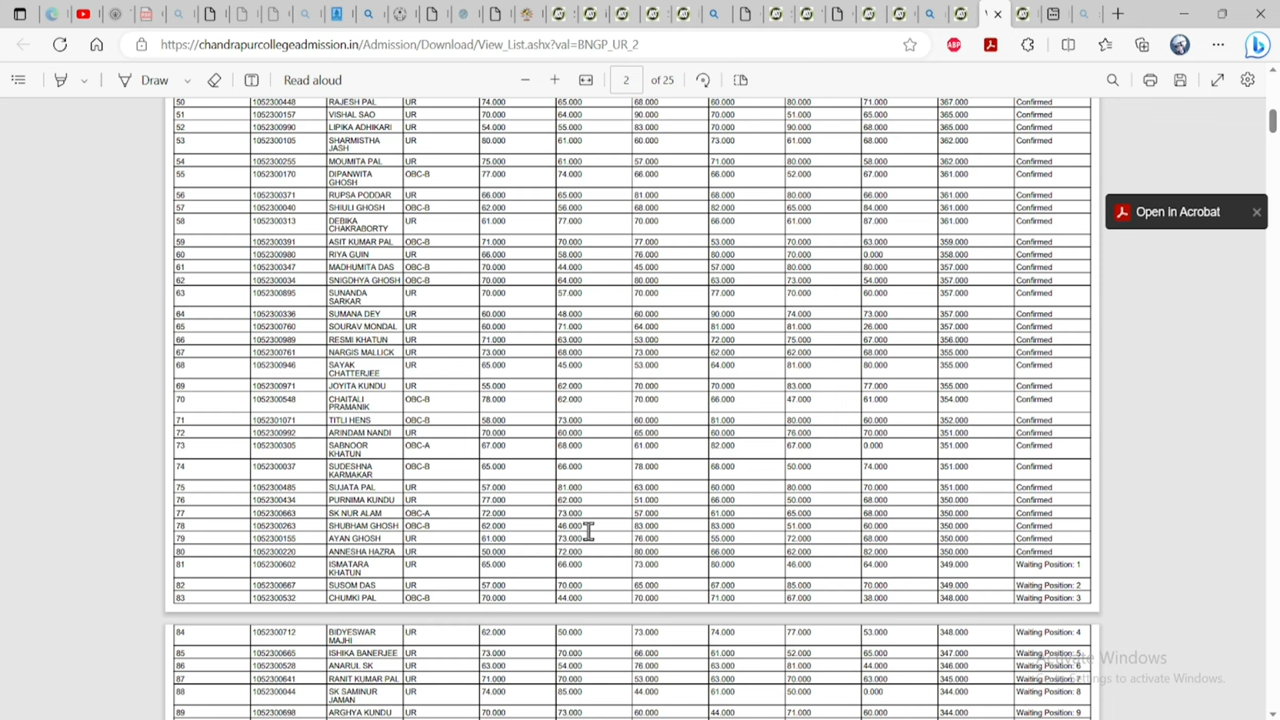 https://chandrapurcollegeadmission.in/Admission/Download/View_List.ashx?val=BNGP_UR_2
ABP
Draw
Read aloud
2 of 25
50 1052300448 RAJESH PAL UR 74.000 65.000 68.000 60.000 80.000 71.000 367.000 Confirmed
51 1052300157 VISHAL SAO UR 70.000 64.000 90.000 70.000 51.000 65.000 365.000 Confirmed
52 1052300990 LIPIKA ADHIKARI UR 54.000 55.000 83.000 70.000 90.000 68.000 365.000 Confirmed
53 1052300105 SHARMISTHA UR 80.000 61.000 60.000 73.000 61.000 68.000 362.000 Confirmed
JASH
54 1052300255 MOUMITA PAL UR 75.000 61.000 57.000 71.000 80.000 58.000 362.000 Confirmed
55 1052300170 DIPANWITA OBC-B 77.000 74.000 66.000 66.000 52.000 67.000 361.000 Confirmed
GHOSH
56 1052300371 RUPSA PODDAR UR 66.000 65.000 81.000 68.000 80.000 66.000 361.000 Confirmed
57 1052300040 SHIULI GHOSH OBC-B 62.000 56.000 68.000 82.000 65.000 84.000 361.000 Confirmed
58 1052300313 DEBIKA UR 61.000 77.000 70.000 66.000 61.000 87.000 361.000 Confirmed
CHAKRABORTY
59 1052300391 ASIT KUMAR PAL OBC-B 71.000 70.000 77.000 53.000 70.000 63.000 359.000 Confirmed
60 1052300980 RIYA GUIN UR 66.000 58.000 76.000 80.000 70.000 0.000 358.000 Confirmed
61 1052300347 MADHUMITA DAS OBC-B 70.000 44.000 45.000 57.000 80.000 80.000 357.000 Confirmed
62 1052300034 SNIGDHYA GHOSH OBC-B 70.000 64.000 80.000 63.000 73.000 54.000 357.000 Confirmed
63 1052300895 SUNANDA UR 70.000 57.000 70.000 77.000 70.000 60.000 357.000 Confirmed
SARKAR
64 1052300336 SUMANA DEY UR 60.000 48.000 60.000 90.000 74.000 73.000 357.000 Confirmed
65 1052300760 SOURAV MONDAL UR 60.000 71.000 64.000 81.000 81.000 26.000 357.000 Confirmed
66 1052300989 RESMI KHATUN UR 71.000 63.000 53.000 72.000 75.000 67.000 356.000 Confirmed
67 1052300761 NARGIS MALLICK UR 73.000 68.000 73.000 62.000 62.000 68.000 355.000 Confirmed
68 1052300946 SAYAK UR 65.000 45.000 53.000 64.000 81.000 80.000 355.000 Confirmed
CHATTERJEE
69 1052300971 JOYITA KUNDU UR 55.000 62.000 70.000 70.000 83.000 77.000 355.000 Confirmed
70 1052300548 CHAITALI OBC-B 78.000 62.000 70.000 66.000 47.000 61.000 354.000 Confirmed
PRAMANIK
71 1052301071 TITLI HENS OBC-B 58.000 73.000 60.000 81.000 80.000 60.000 352.000 Confirmed
72 1052300992 ARINDAM NANDI UR 70.000 60.000 65.000 60.000 76.000 70.000 351.000 Confirmed
73 1052300305 SABNOOR OBC-A 67.000 68.000 61.000 82.000 67.000 0.000 351.000 Confirmed
KHATUN
74 1052300037 SUDESHNA OBC-B 65.000 66.000 78.000 68.000 50.000 74.000 351.000 Confirmed
KARMAKAR
75 1052300485 SUJATA PAL UR 57.000 81.000 63.000 60.000 80.000 70.000 351.000 Confirmed
76 1052300434 PURNIMA KUNDU UR 77.000 62.000 51.000 66.000 50.000 68.000 350.000 Confirmed
77 1052300663 SK NUR ALAM OBC-A 72.000 73.000 57.000 61.000 65.000 68.000 350.000 Confirmed
78 1052300263 SHUBHAM GHOSH OBC-B 62.000 46.000 83.000 83.000 51.000 60.000 350.000 Confirmed
79 1052300155 AYAN GHOSH UR 61.000 73.000 76.000 55.000 72.000 68.000 350.000 Confirmed
80 1052300220 ANNESHA HAZRA UR 50.000 72.000 80.000 66.000 62.000 82.000 350.000 Confirmed
81 1052300602 ISMATARA UR 65.000 66.000 73.000 80.000 46.000 64.000 349.000 Waiting Position: 1
KHATUN
82 1052300667 SUSOM DAS UR 57.000 70.000 65.000 67.000 85.000 70.000 349.000 Waiting Position: 2
83 1052300532 CHUMKI PAL OBC-B 70.000 44.000 70.000 71.000 67.000 38.000 348.000 Waiting Position: 3
84 1052300712 BIDYESWAR UR 62.000 50.000 73.000 74.000 77.000 53.000 348.000 Waiting Position: 4
MAJHI
85 1052300665 ISHIKA BANERJEE UR 73.000 70.000 66.000 61.000 52.000 65.000 347.000 Waiting Position: 5
86 1052300528 ANARUL SK UR 63.000 54.000 76.000 63.000 81.000 44.000 346.000 Waiting Position: 6
87 1052300641 RANIT KUMAR PAL UR 71.000 70.000 53.000 63.000 70.000 63.000 345.000 Waiting Position: 7
88 1052300044 SK SAMINUR UR 74.000 85.000 44.000 61.000 50.000 0.000 344.000 Waiting Position: 8
JAMAN
89 1052300698 ARGHYA KUNDU UR 70.000 73.000 60.000 44.000 71.000 60.000 344.000 Waiting Position: 9
Open in Acrobat
Activate Windows
Go to Settings to activate Windows.